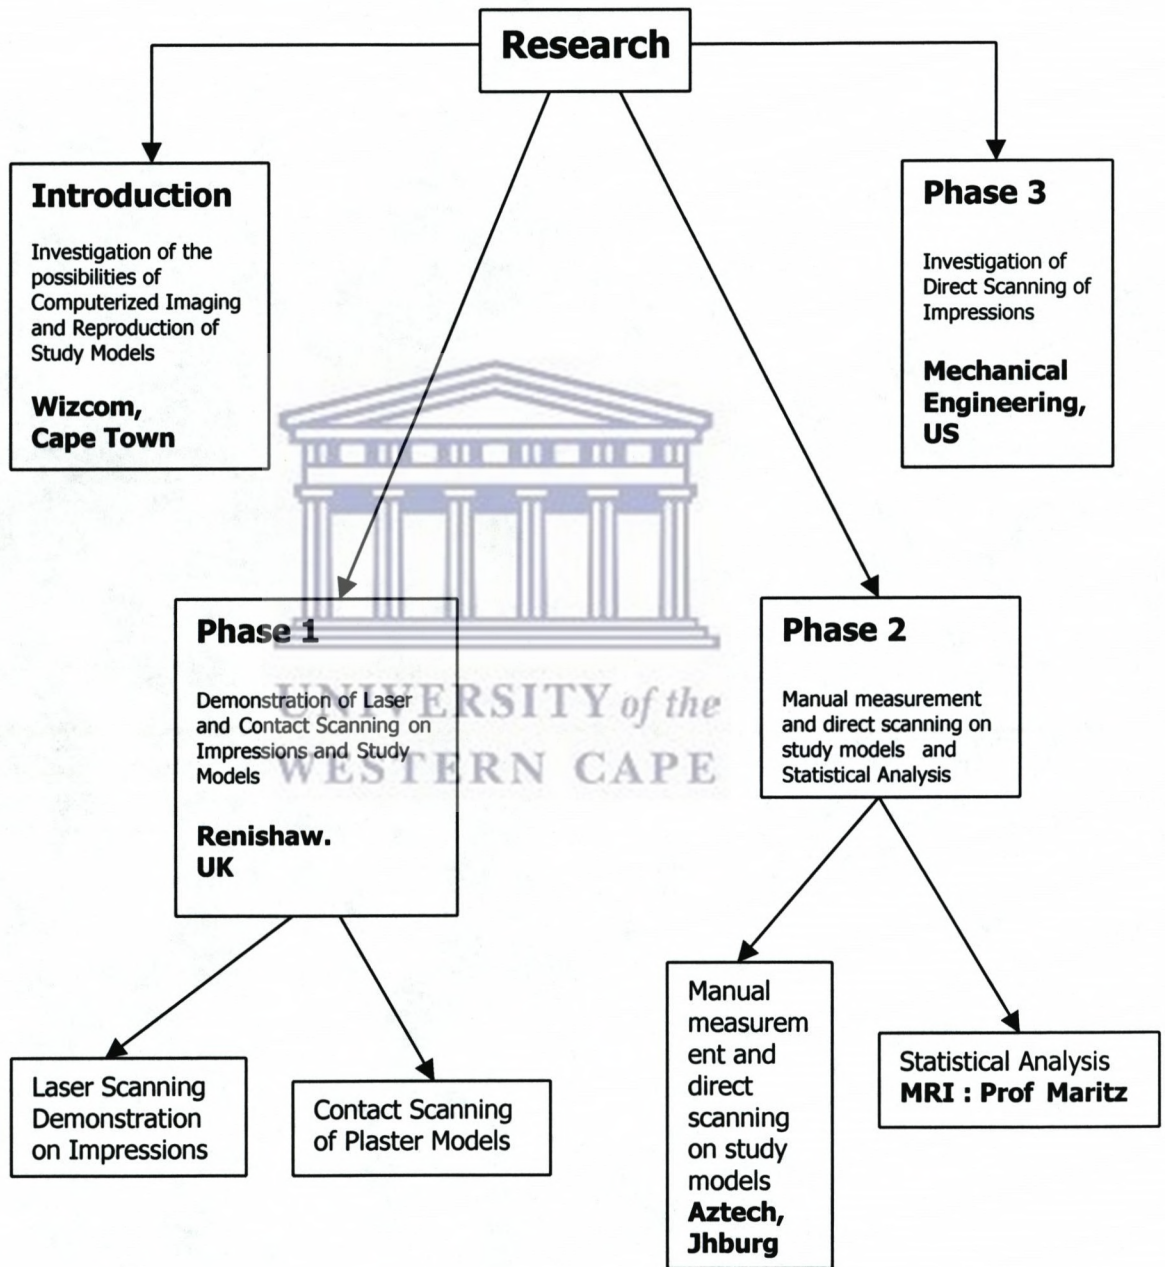 Research
Introduction
Investigation of the
possibilities of
Computerized Imaging
and Reproduction of
Study Models
Wizcom,
Cape Town
Phase 3
Investigation of
Direct Scanning of
Impressions
Mechanical
Engineering,
US
Phase 1
Demonstration of Laser
and Contact Scanning on
Impressions and Study
Models
Renishaw.
UK
Phase 2
Manual measurement
and direct scanning on
study models and
Statistical Analysis
UNIVERSITY of the
WESTERN CAPE
Laser Scanning
Demonstration
on Impressions
Contact Scanning
of Plaster Models
Manual
measurem
ent and
direct
scanning
on study
models
Aztech,
Jhburg
Statistical Analysis
MRI : Prof Maritz